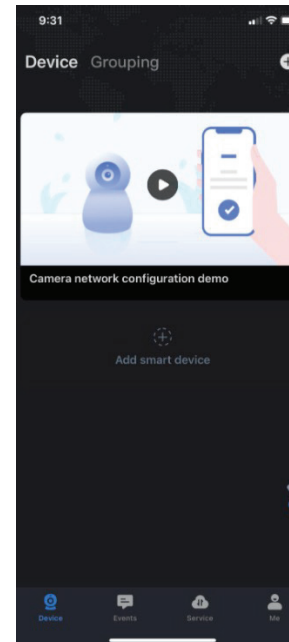 9:31
Device Grouping
Camera network configuration demo
Add smart device
Device Events Service Me